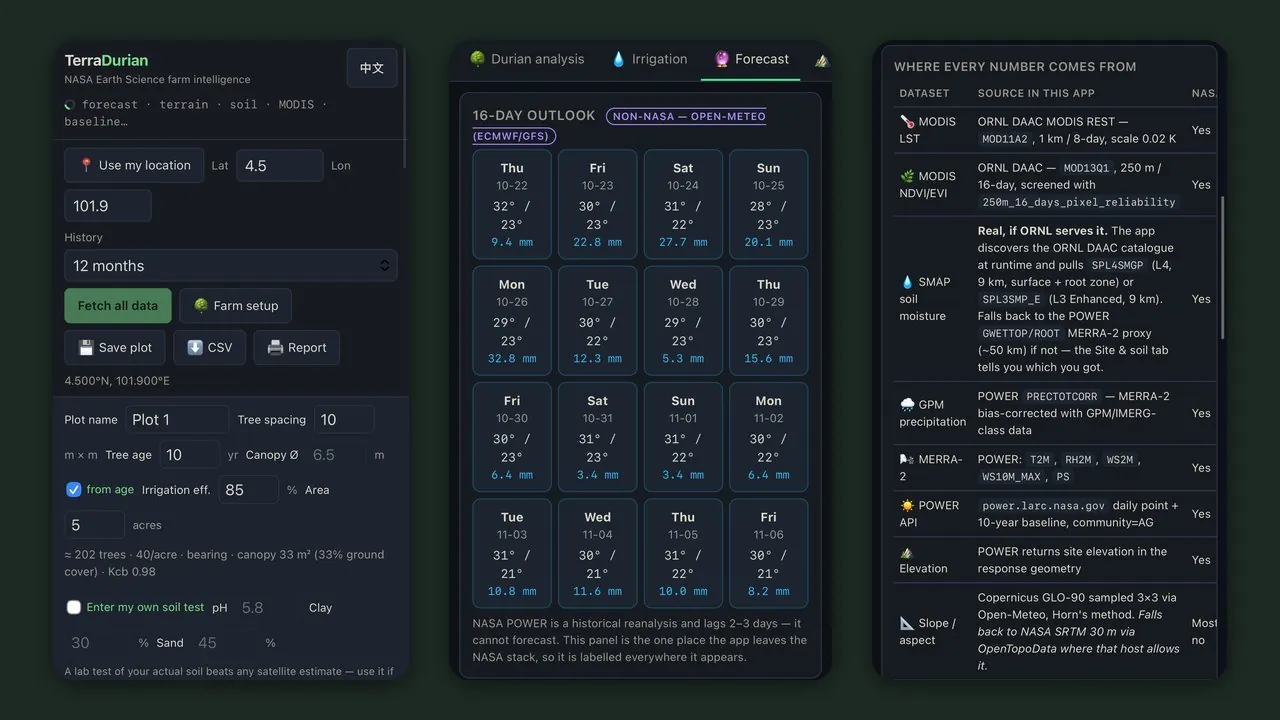 TerraDurian
中文
NASA Earth Science farm intelligence
forecast · terrain · soil · MODIS ·
baseline…
Use my location Lat 4.5 Lon
101.9
History
12 months
Fetch all data Farm setup
Save plot CSV Report
4.500°N, 101.900°E
Plot name Plot 1 Tree spacing 10
m × m Tree age 10 yr Canopy Ø 6.5 m
from age Irrigation eff. 85 % Area
5 acres
≈ 202 trees · 40/acre · bearing · canopy 33 m² (33% ground
cover) · Kcb 0.98
Enter my own soil test pH 5.8 Clay
30 % Sand 45 %
A lab test of your actual soil beats any satellite estimate — use it if
Durian analysis Irrigation Forecast
16-DAY OUTLOOK NON-NASA — OPEN-METEO
(ECMWF/GFS)
Thu Fri Sat Sun
10-22 10-23 10-24 10-25
32° / 30° / 31° / 28° /
23° 23° 22° 23°
9.4 mm 22.8 mm 27.7 mm 20.1 mm
Mon Tue Wed Thu
10-26 10-27 10-28 10-29
29° / 30° / 29° / 30° /
23° 22° 23° 23°
32.8 mm 12.3 mm 5.3 mm 15.6 mm
Fri Sat Sun Mon
10-30 10-31 11-01 11-02
30° / 31° / 31° / 30° /
23° 23° 22° 22°
6.4 mm 3.4 mm 3.4 mm 6.4 mm
Tue Wed Thu Fri
11-03 11-04 11-05 11-06
31° / 30° / 31° / 30° /
21° 21° 22° 21°
10.8 mm 11.6 mm 10.0 mm 8.2 mm
NASA POWER is a historical reanalysis and lags 2–3 days — it
cannot forecast. This panel is the one place the app leaves the
NASA stack, so it is labelled everywhere it appears.
WHERE EVERY NUMBER COMES FROM
DATASET SOURCE IN THIS APP NAS
MODIS
LST
ORNL DAAC MODIS REST —
MOD11A2, 1 km / 8-day, scale 0.02 K
Yes
MODIS
NDVI/EVI
ORNL DAAC — MOD13Q1, 250 m /
16-day, screened with
250m_16_days_pixel_reliability
Yes
SMAP
soil
moisture
Real, if ORNL serves it. The app
discovers the ORNL DAAC catalogue
at runtime and pulls SPL4SMGP (L4,
9 km, surface + root zone) or
SPL3SMP_E (L3 Enhanced, 9 km).
Falls back to the POWER
GWETTOP/ROOT MERRA-2 proxy
(~50 km) if not — the Site & soil tab
tells you which you got.
Yes
GPM
precipitation
POWER PRECTOTCORR — MERRA-2
bias-corrected with GPM/IMERG-
class data
Yes
MERRA-
2
POWER: T2M, RH2M, WS2M,
WS10M_MAX, PS
Yes
POWER
API
power.larc.nasa.gov daily point +
10-year baseline, community=AG
Yes
Elevation
POWER returns site elevation in the
response geometry
Yes
Slope /
aspect
Copernicus GLO-90 sampled 3×3 via
Open-Meteo, Horn's method. Falls
back to NASA SRTM 30 m via
OpenTopoData where that host allows
it.
Most
no